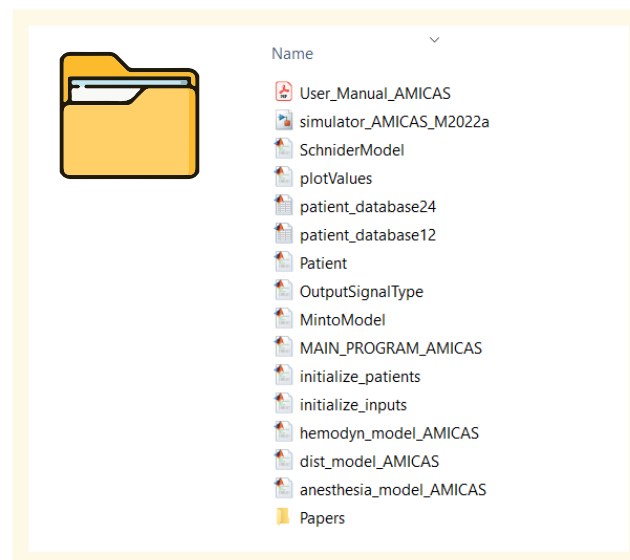 Name
User_Manual_AMICAS
simulator_AMICAS_M2022a
SchniderModel
plotValues
patient_database24
patient_database12
Patient
OutputSignalType
MintoModel
MAIN_PROGRAM_AMICAS
initialize_patients
initialize_inputs
hemodyn_model_AMICAS
dist_model_AMICAS
anesthesia_model_AMICAS
Papers